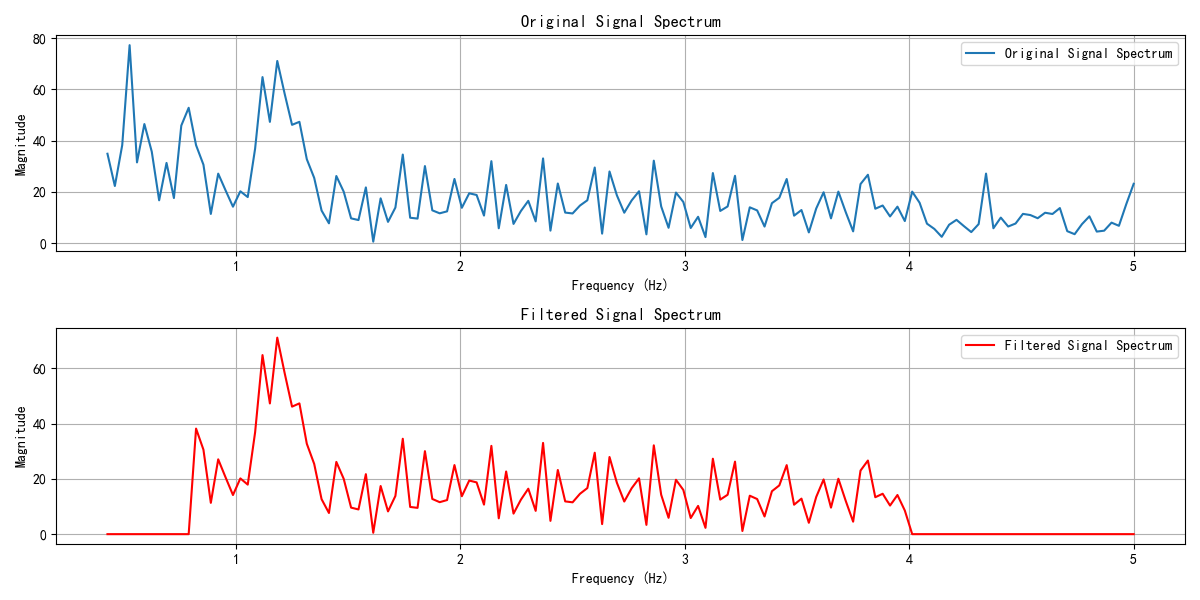 Original Signal Spectrum
80
60
40
20
0
Magnitude
Original Signal Spectrum
1
2
3
4
5
Frequency (Hz)
Filtered Signal Spectrum
60
40
20
0
Magnitude
Filtered Signal Spectrum
1
2
3
4
5
Frequency (Hz)